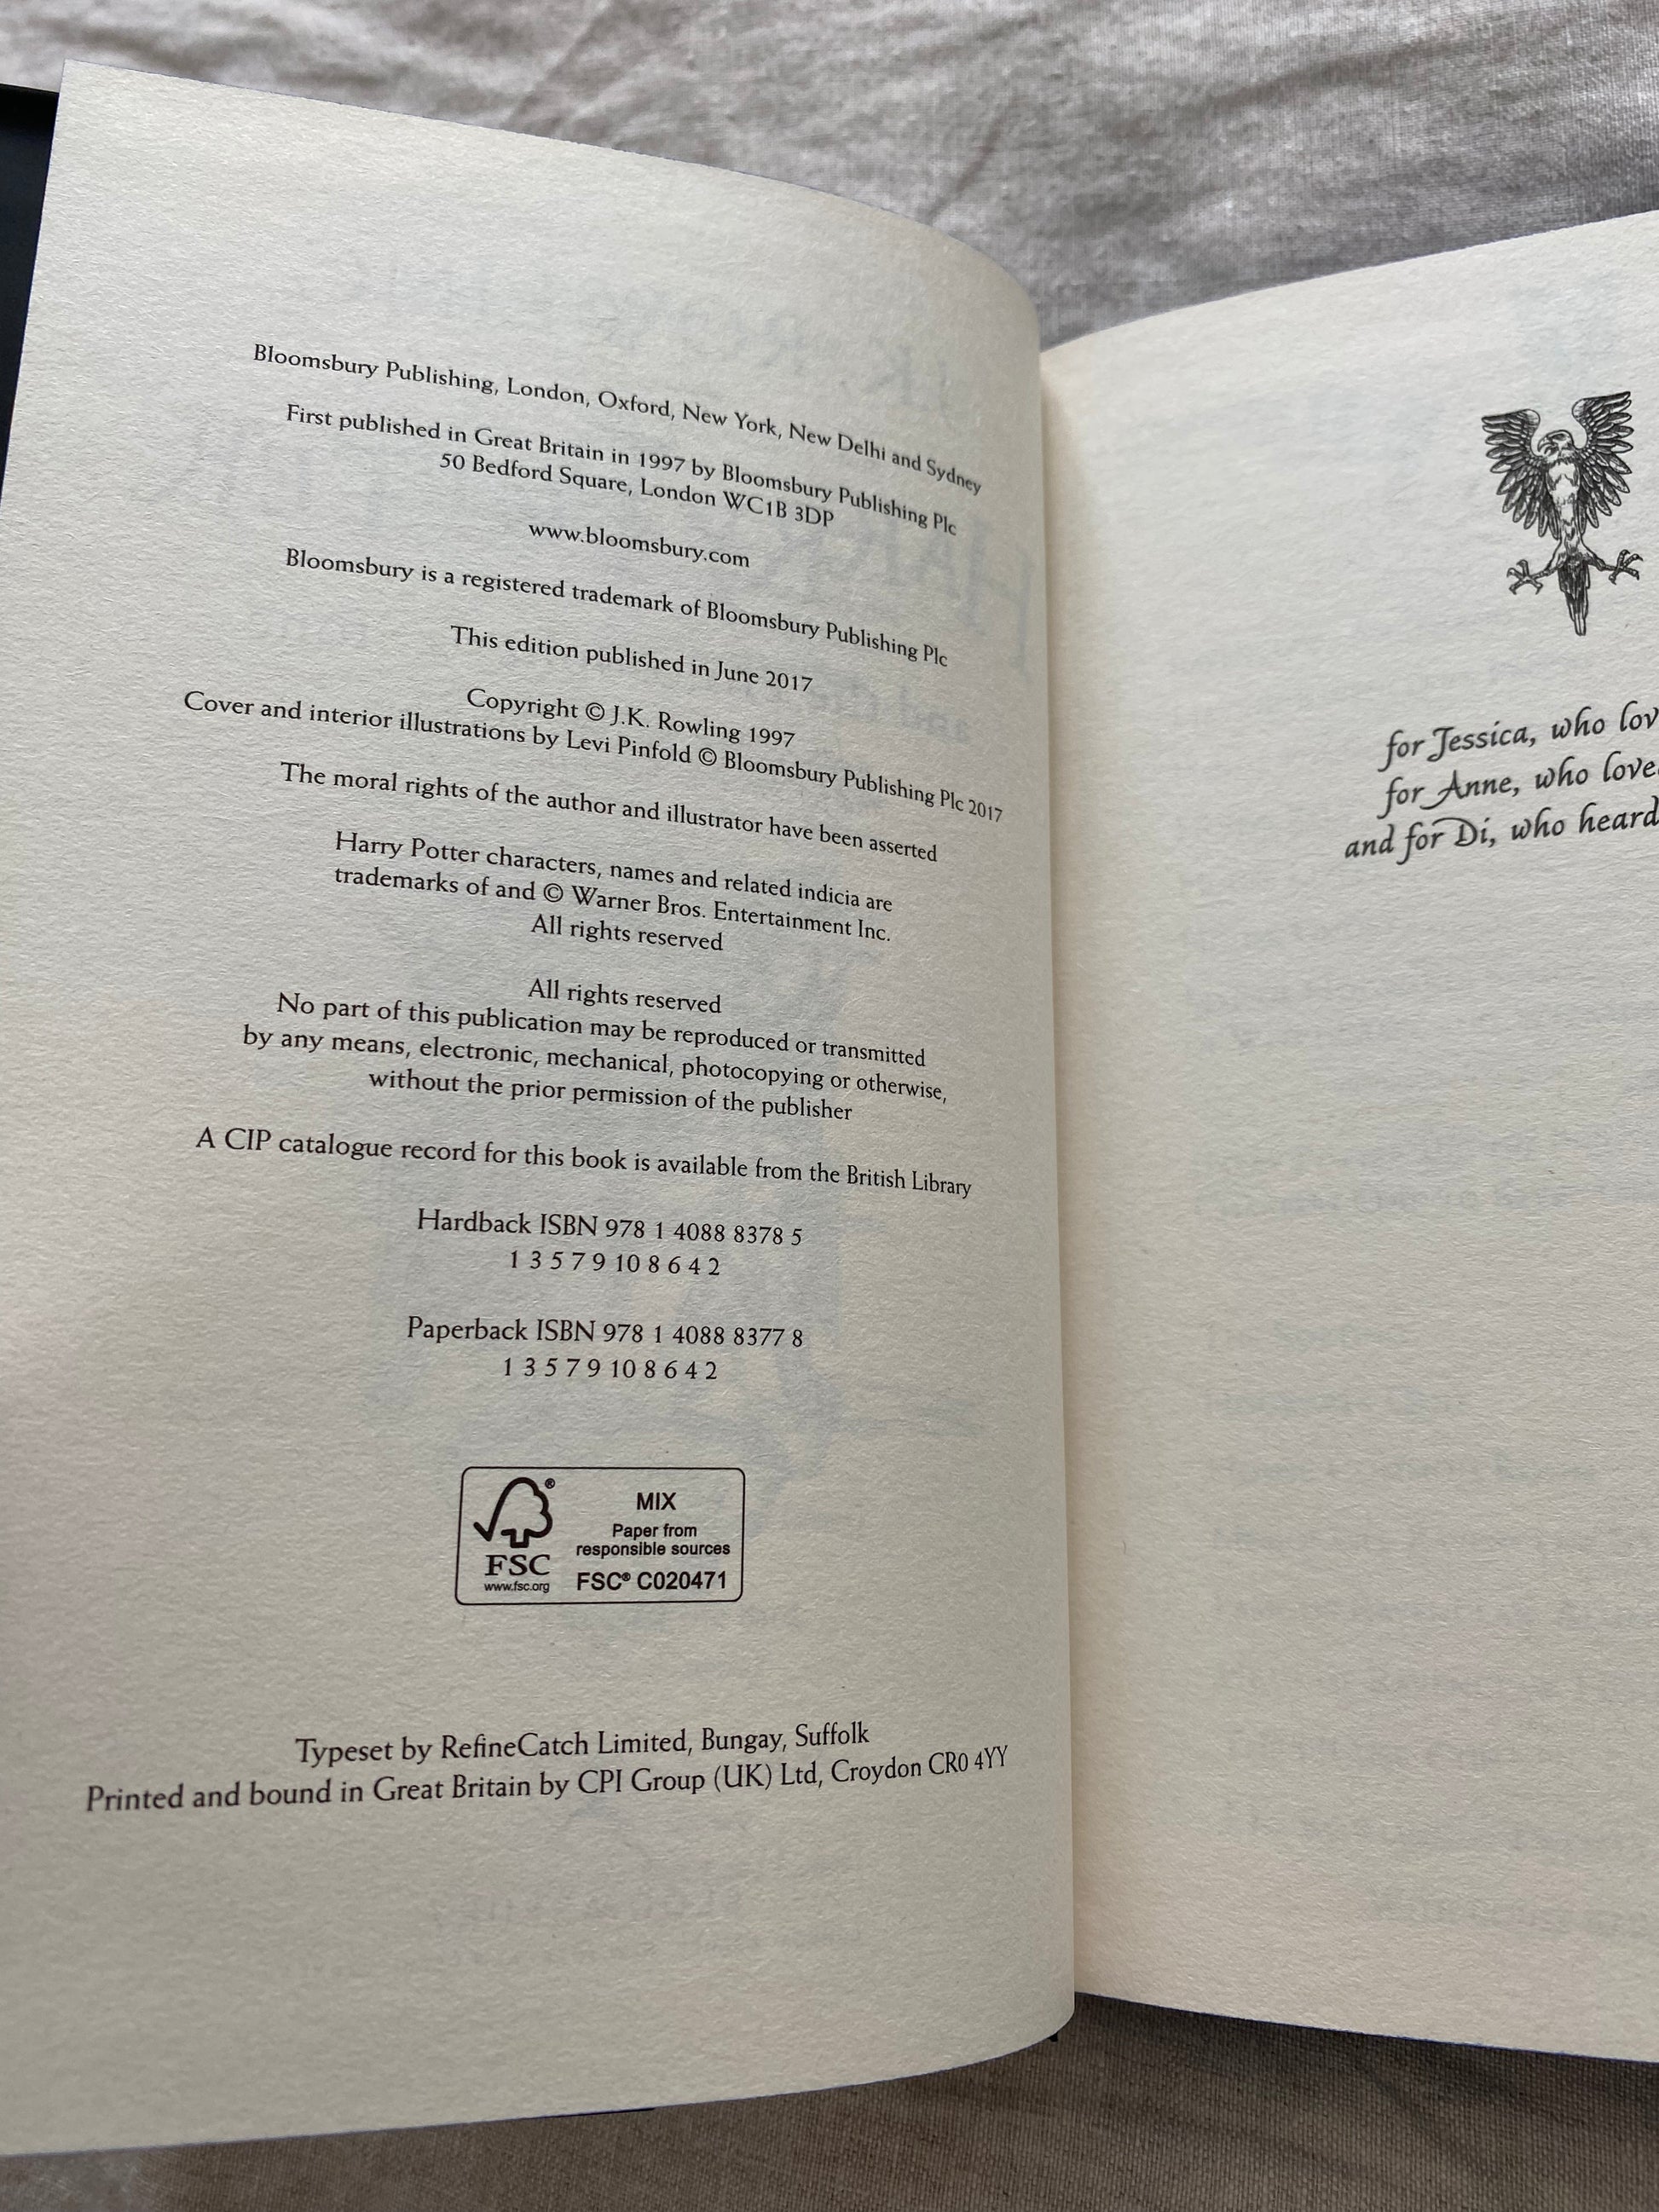 Bloomsbury Publishing, London, Oxford, New York, New Delhi and Sydney
First published in Great Britain in 1997 by Bloomsbury Publishing Plc
50 Bedford Square, London WC1B 3DP
www.bloomsbury.com
Bloomsbury is a registered trademark of Bloomsbury Publishing Plc
This edition published in June 2017
Copyright © J.K. Rowling 1997
Cover and interior illustrations by Levi Pinfold © Bloomsbury Publishing Plc 2017
The moral rights of the author and illustrator have been asserted
Harry Potter characters, names and related indicia are
trademarks of and © Warner Bros. Entertainment Inc.
All rights reserved
All rights reserved
No part of this publication may be reproduced or transmitted
by any means, electronic, mechanical, photocopying or otherwise,
without the prior permission of the publisher
A CIP catalogue record for this book is available from the British Library
Hardback ISBN 978 1 4088 8378 5
1 3 5 7 9 10 8 6 4 2
Paperback ISBN 978 1 4088 8377 8
1 3 5 7 9 10 8 6 4 2
®
FSC
www.fsc.org
MIX
Paper from
responsible sources
FSC® C020471
Typeset by RefineCatch Limited, Bungay, Suffolk
Printed and bound in Great Britain by CPI Group (UK) Ltd, Croydon CR0 4YY
for Jessica, who
for Anne, who
and for Di, who heard